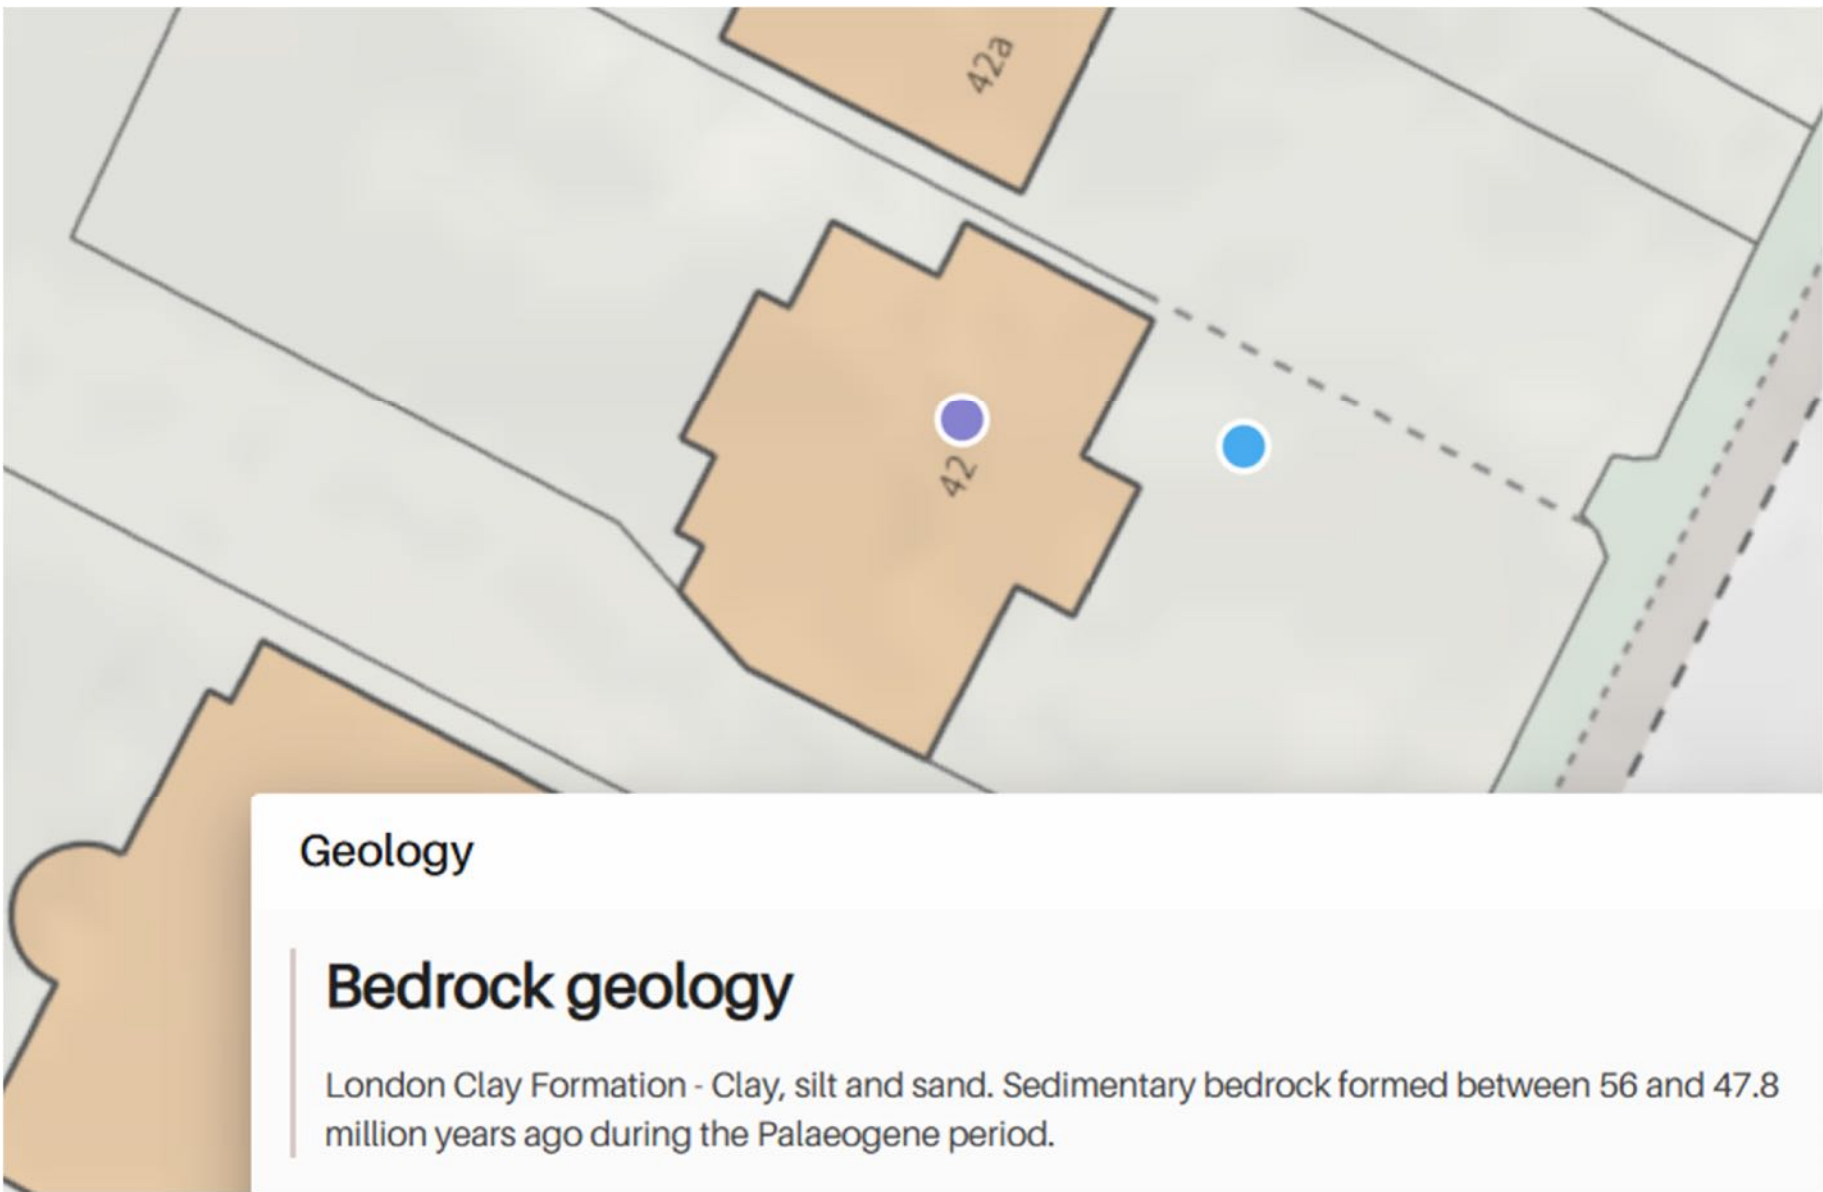 42a
42
Geology
Bedrock geology
London Clay Formation - Clay, silt and sand. Sedimentary bedrock formed between 56 and 47.8
million years ago during the Palaeogene period.